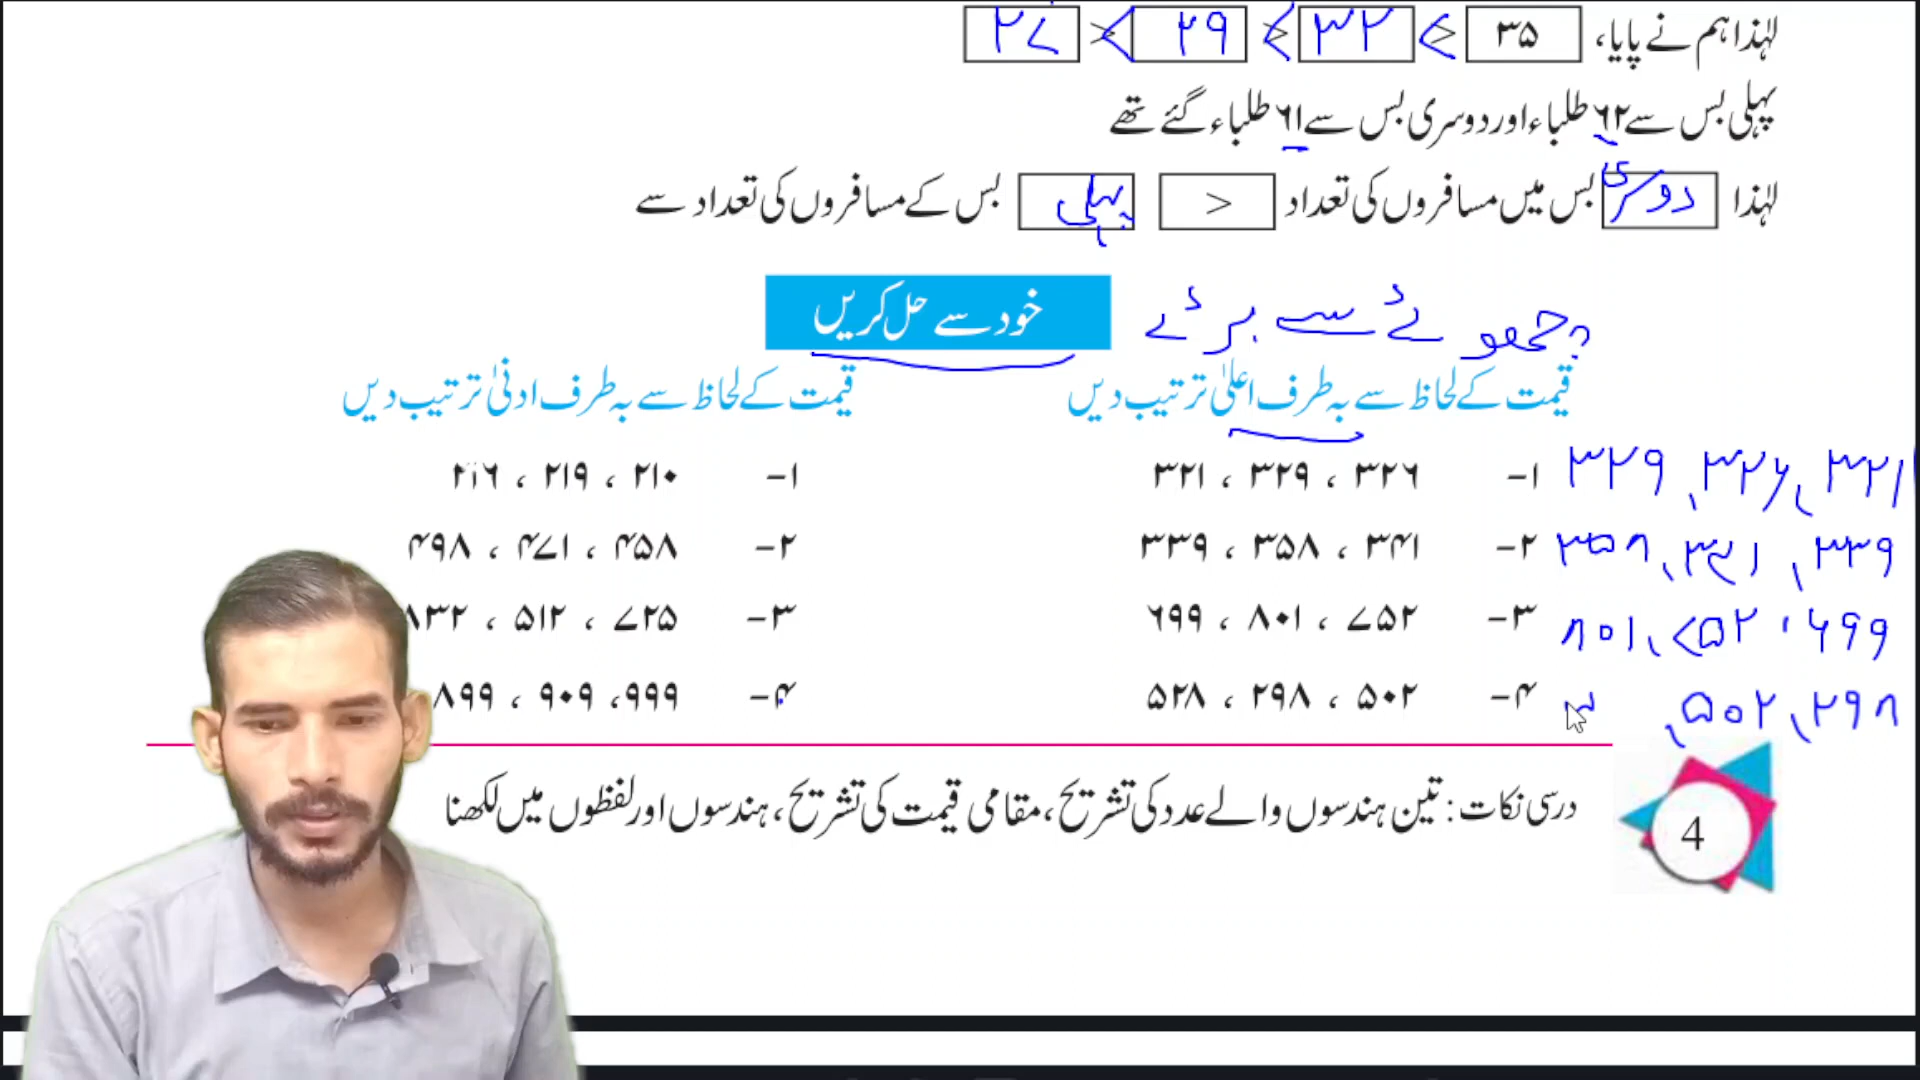 لہٰذا ہم نے پایا، ۳۵ > ۳۲ > ۲۹ > ۲۷
پہلی بس سے ۶۲ طلباء اور دوسری بس سے ۶۱ طلباء گئے تھے
لہٰذا دوسری بس میں مسافروں کی تعداد < پہلی بس کے مسافروں کی تعداد سے
خود سے حل کریں
چھوٹے سے بڑے
قیمت کے لحاظ سے بہ طرف اعلیٰ ترتیب دیں
قیمت کے لحاظ سے بہ طرف ادنیٰ ترتیب دیں
۱- ۳۲۶ ، ۳۲۹ ، ۳۲۱
۳۲۱، ۳۲۶، ۳۲۹
۱- ۲۱۰ ، ۲۱۹ ، ۲۱۶
۲- ۳۴۱ ، ۳۵۸ ، ۳۳۹
۳۳۹، ۳۴۱، ۳۵۸
۲- ۴۵۸ ، ۴۷۱ ، ۴۹۸
۳- ۷۵۲ ، ۸۰۱ ، ۶۹۹
۶۹۹، ۷۵۲، ۸۰۱
۳- ۷۲۵ ، ۵۱۲ ، ۸۳۲
۴- ۵۰۲ ، ۲۹۸ ، ۵۲۸
۲۹۸، ۵۰۲،
۴- ۹۹۹، ۹۰۹ ، ۸۹۹
درسی نکات : تین ہندسوں والے عدد کی تشریح، مقامی قیمت کی تشریح، ہندسوں اور لفظوں میں لکھنا
4